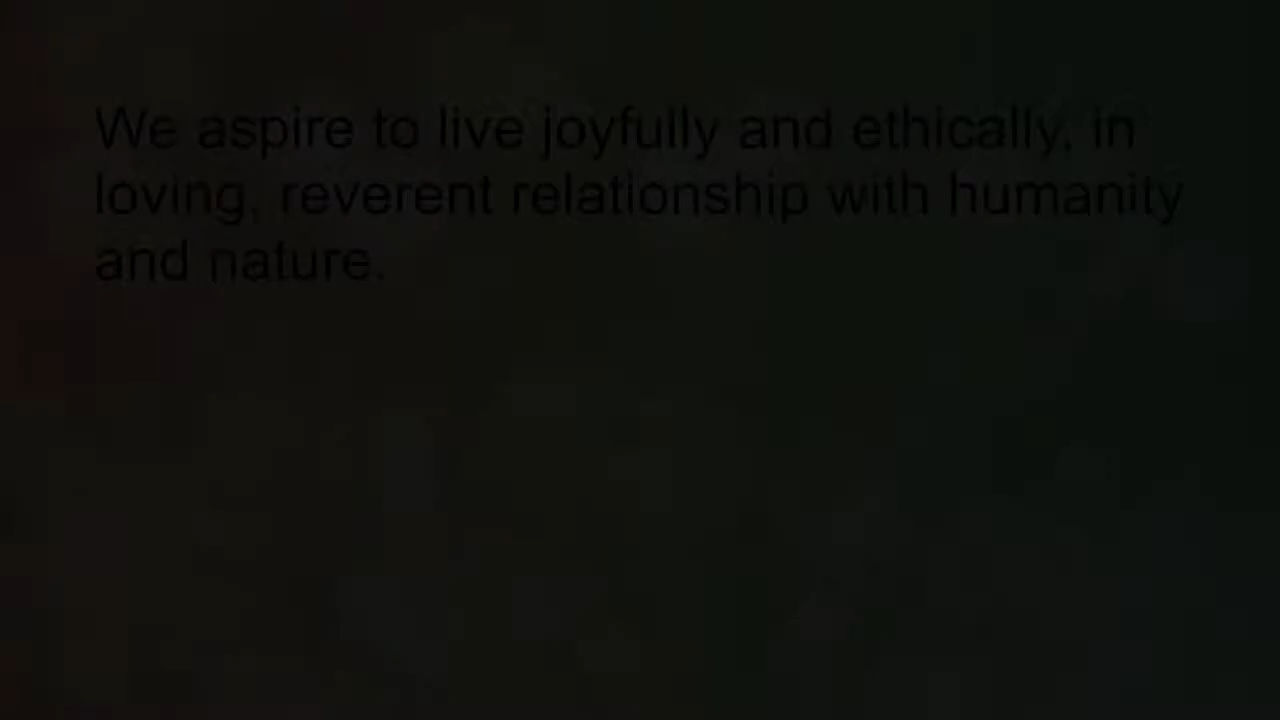 We aspire to live joyfully and ethically, in
loving, reverent relationship with humanity
and nature.